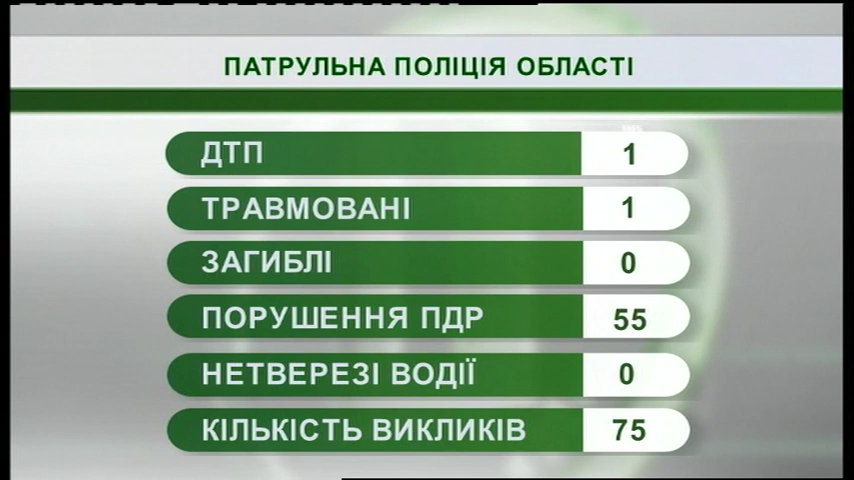 ПАТРУЛЬНА ПОЛІЦІЯ ОБЛАСТІ
ДТП 1
ТРАВМОВАНІ 1
ЗАГИБЛІ 0
ПОРУШЕННЯ ПДР 55
НЕТВЕРЕЗІ ВОДІЇ 0
КІЛЬКІСТЬ ВИКЛИКІВ 75